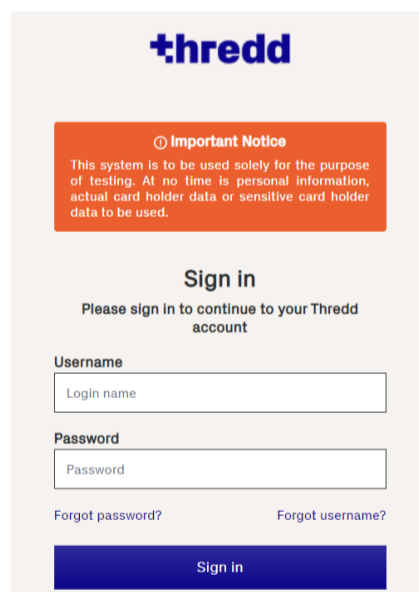 thredd
Important Notice
This system is to be used solely for the purpose
of testing. At no time is personal information,
actual card holder data or sensitive card holder
data to be used.
Sign in
Please sign in to continue to your Thredd
account
Username
Login name
Password
Password
Forgot password? Forgot username?
Sign in